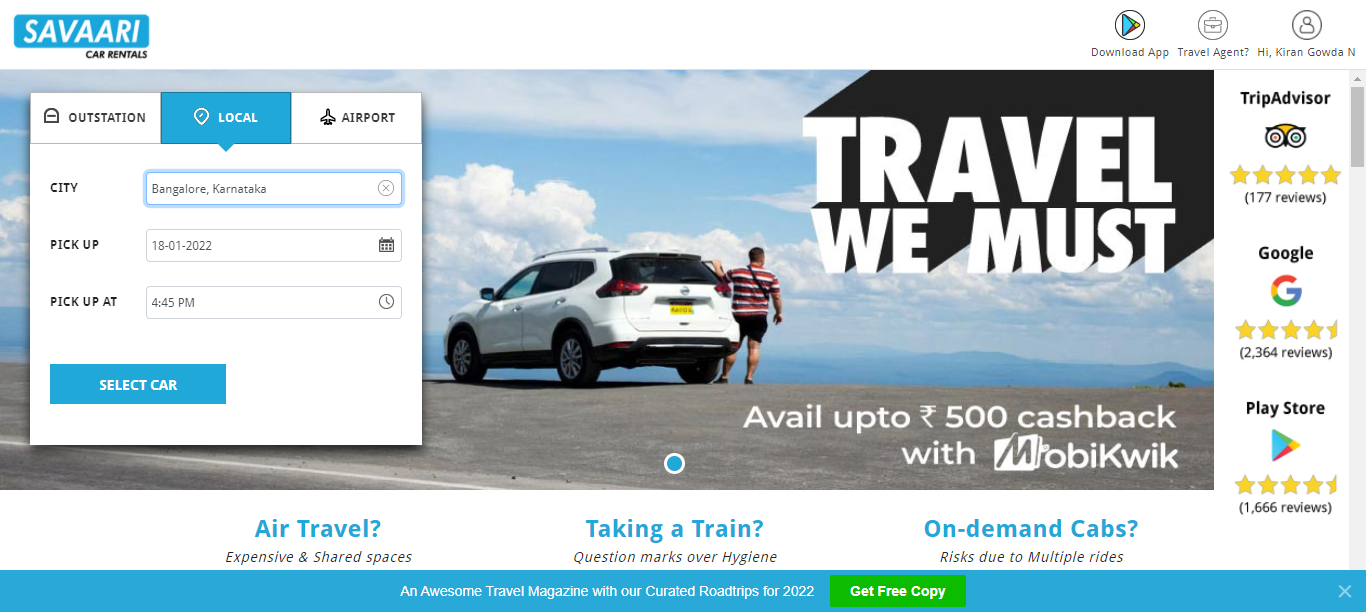 SAVAARI
CAR RENTALS
Download App
Travel Agent?
Hi, Kiran Gowda N
OUTSTATION
LOCAL
AIRPORT
CITY
Bangalore, Karnataka
PICK UP
18-01-2022
PICK UP AT
4:45 PM
SELECT CAR
TRAVEL
WE MUST
Avail upto ₹ 500 cashback
with MobiKwik
TripAdvisor
(177 reviews)
Google
(2,364 reviews)
Play Store
(1,666 reviews)
Air Travel?
Expensive & Shared spaces
Taking a Train?
Question marks over Hygiene
On-demand Cabs?
Risks due to Multiple rides
An Awesome Travel Magazine with our Curated Roadtrips for 2022
Get Free Copy